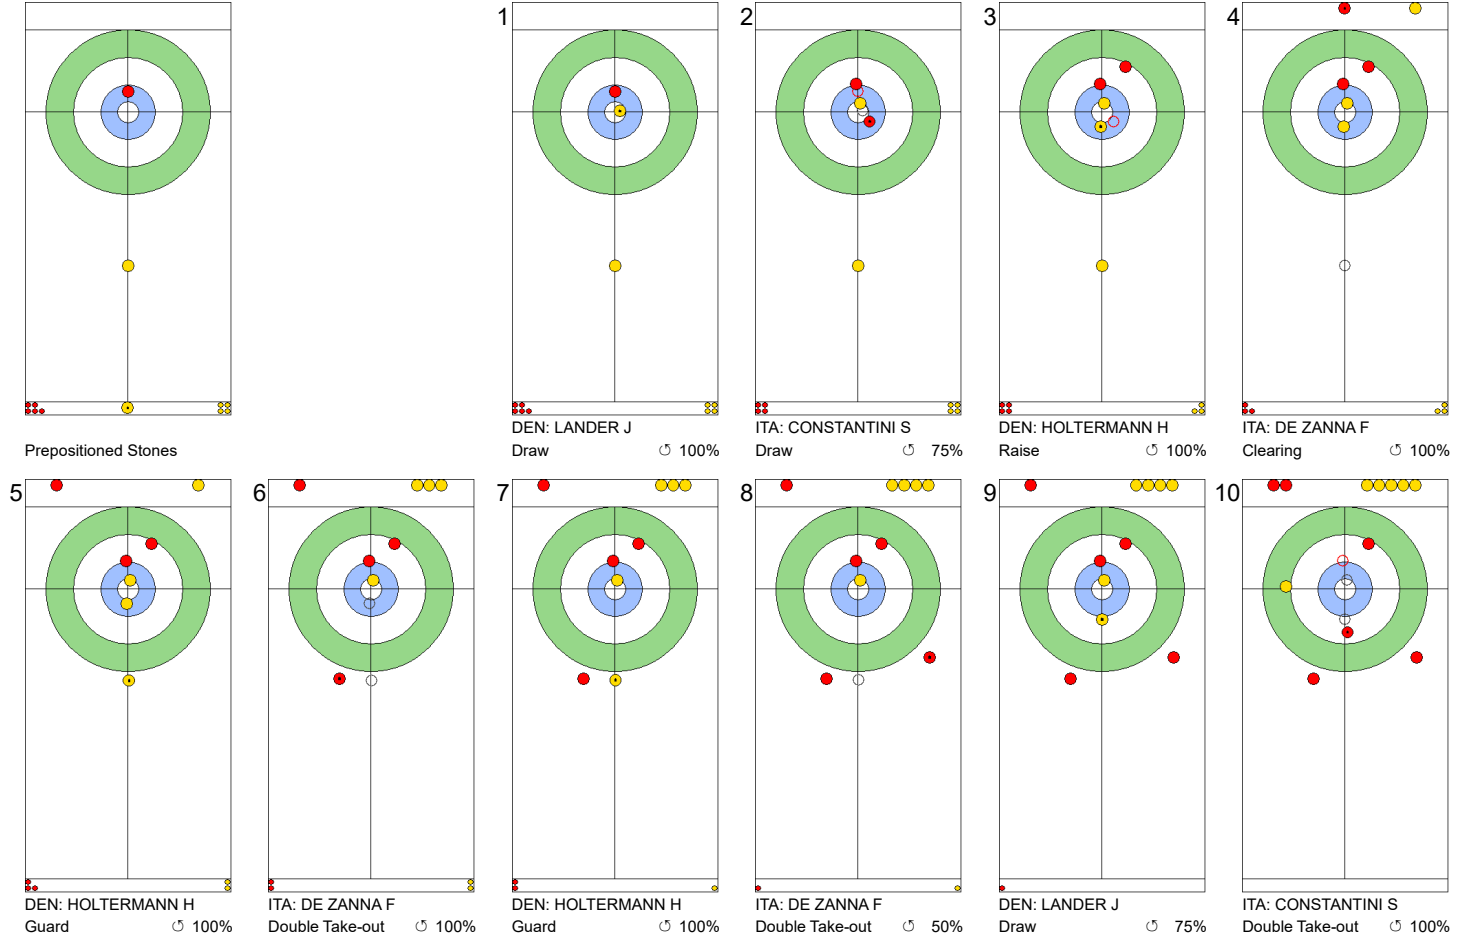 1
2
3
4
Prepositioned Stones
DEN: LANDER J
Draw 100%
ITA: CONSTANTINI S
Draw 75%
DEN: HOLTERMANN H
Raise 100%
ITA: DE ZANNA F
Clearing 100%
5
6
7
8
9
10
DEN: HOLTERMANN H
Guard 100%
ITA: DE ZANNA F
Double Take-out 100%
DEN: HOLTERMANN H
Guard 100%
ITA: DE ZANNA F
Double Take-out 50%
DEN: LANDER J
Draw 75%
ITA: CONSTANTINI S
Double Take-out 100%